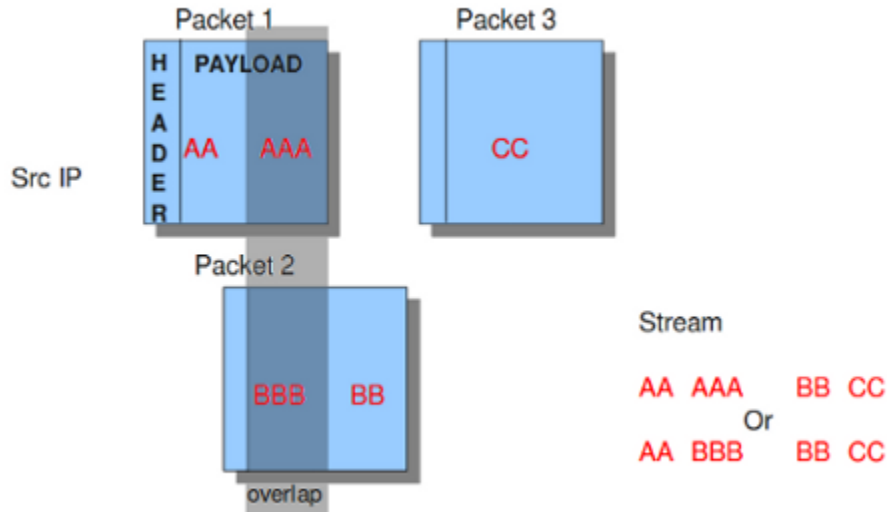 Packet 1
Packet 3
HEADER
PAYLOAD
AA AAA
CC
Src IP
Packet 2
BBB BB
overlap
Stream
AA AAA BB CC
Or
AA BBB BB CC